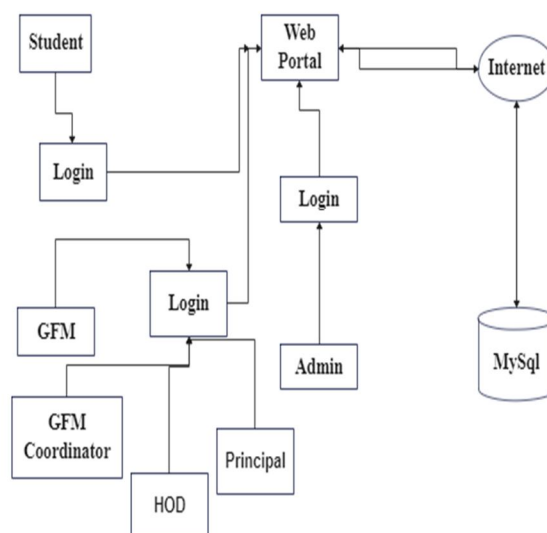 Student
Web
Portal
Internet
Login
Login
Login
GFM
Admin
MySql
GFM
Coordinator
Principal
HOD